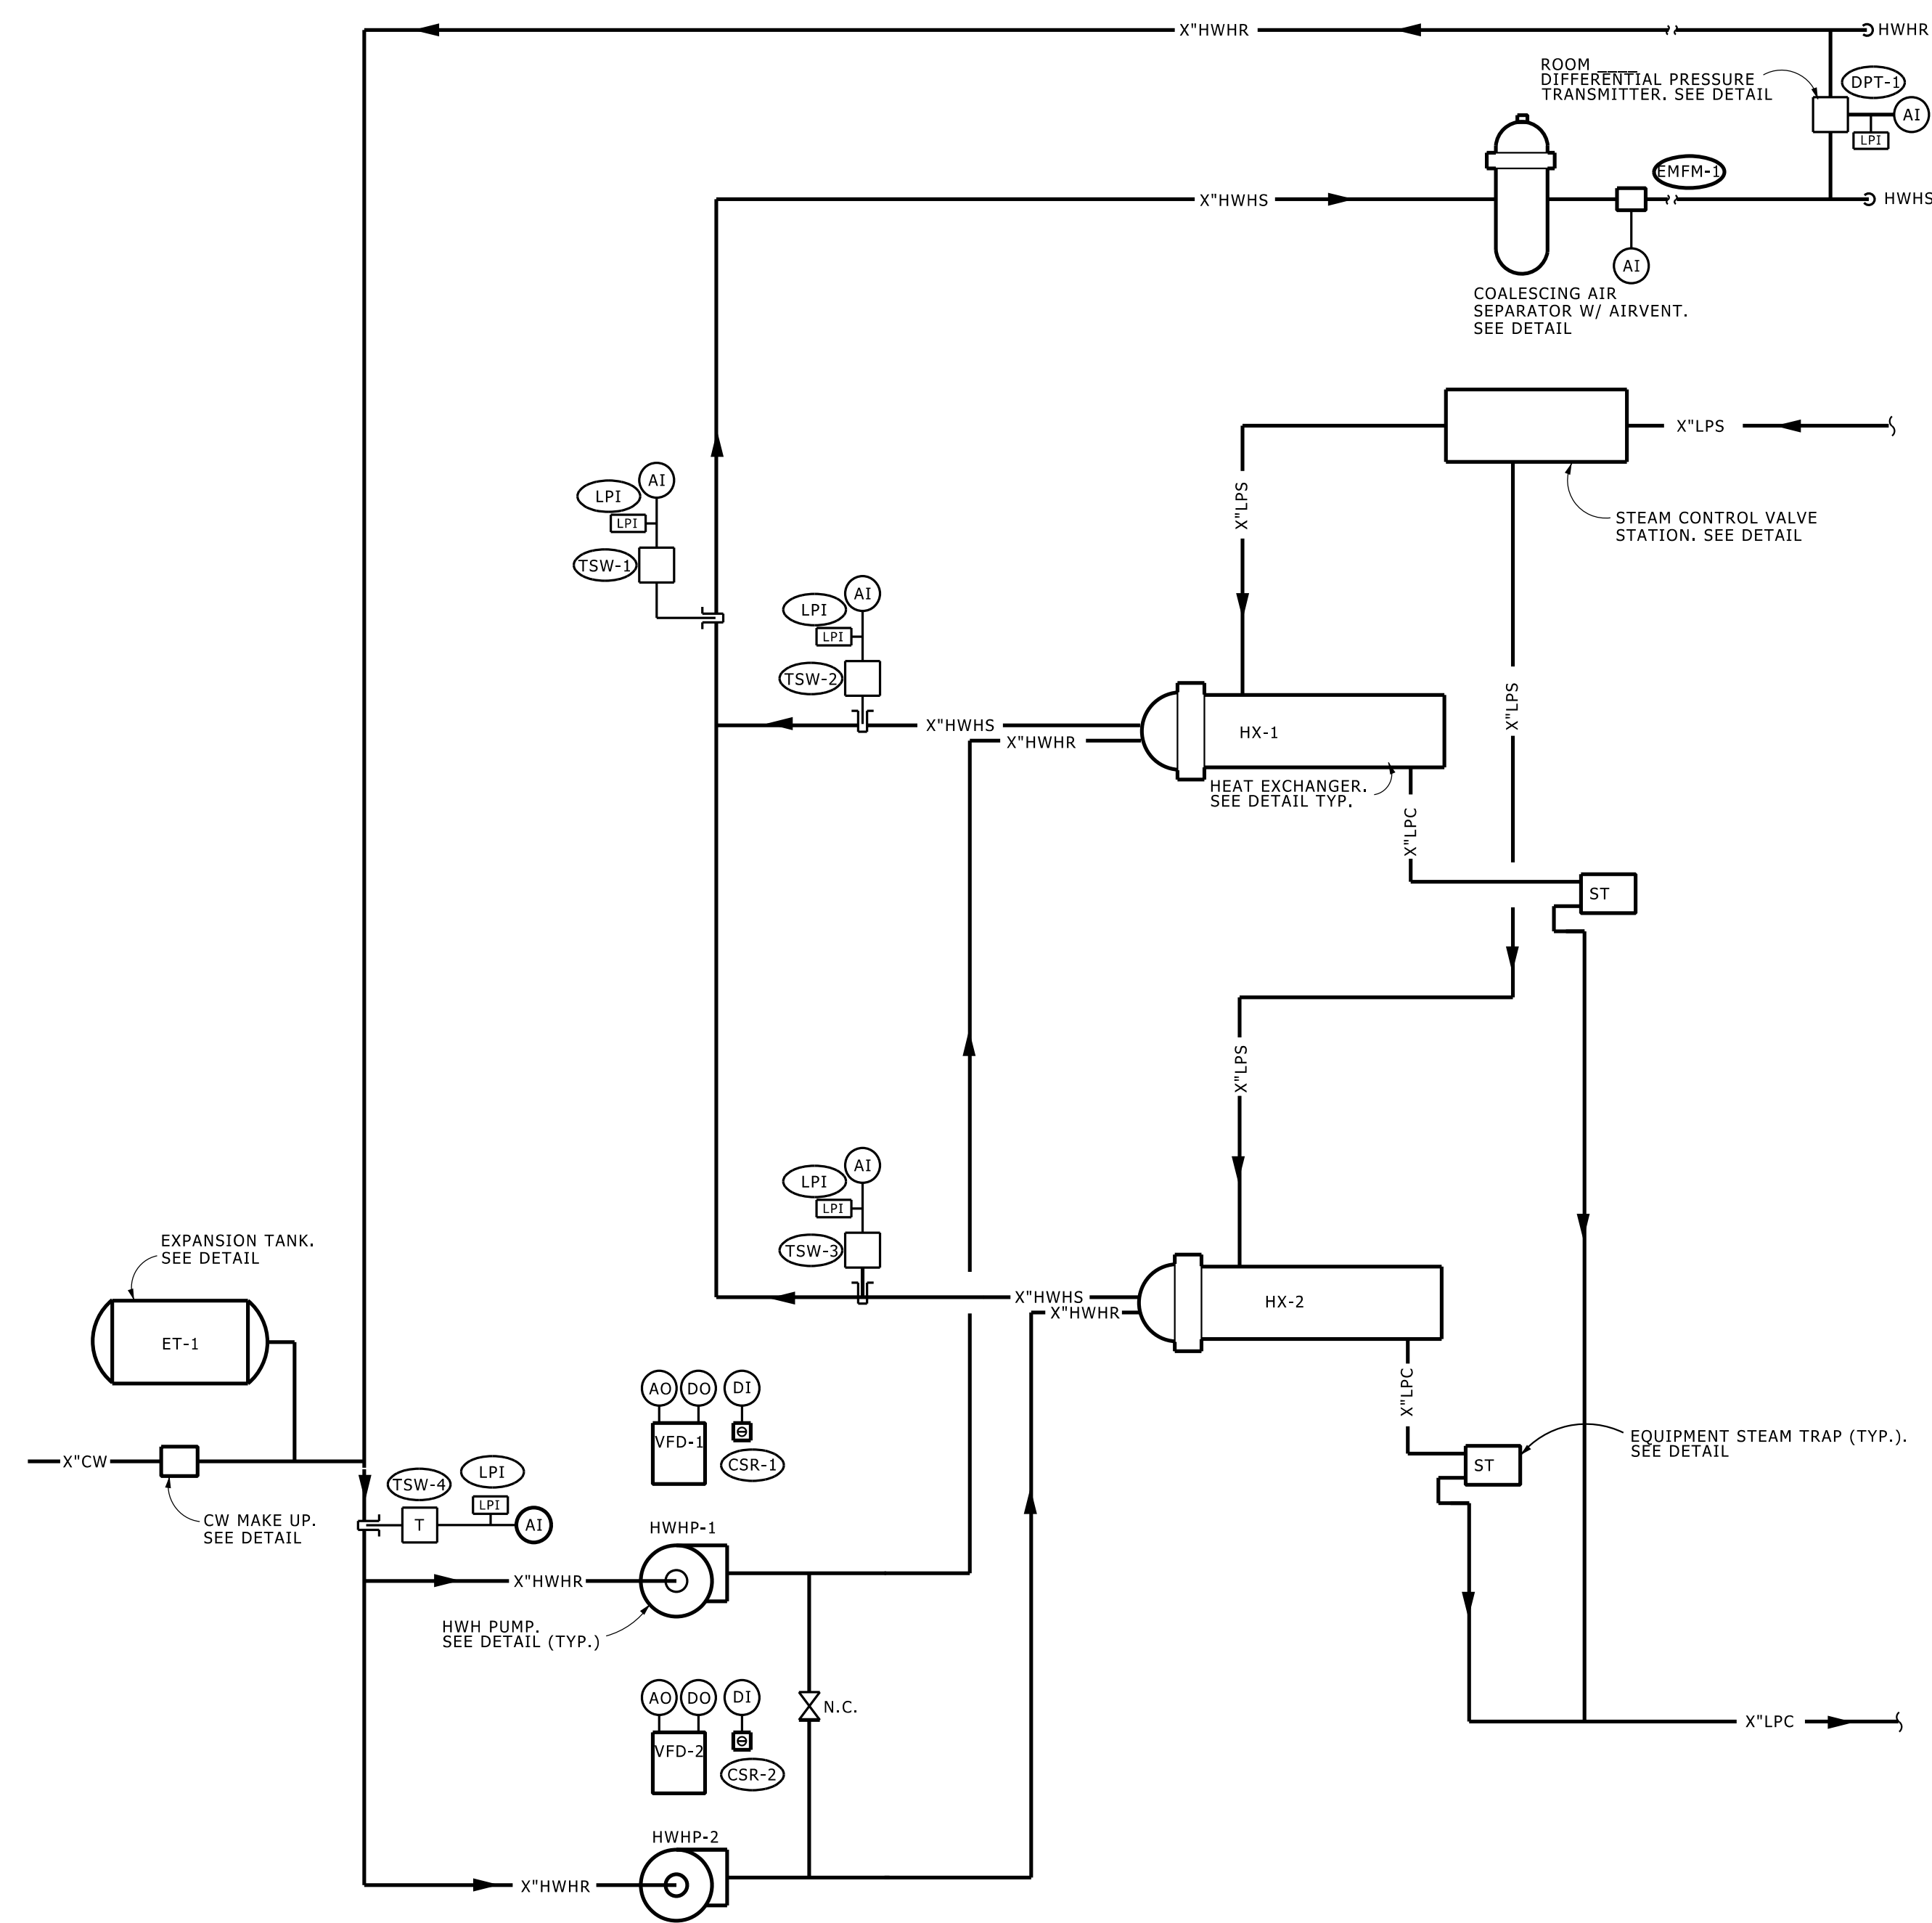 X"HWHR
HWHR
ROOM ____
DIFFERENTIAL PRESSURE
TRANSMITTER. SEE DETAIL
DPT-1
AI
LPI
EMFM-1
X"HWHS
HWHS
AI
COALESCING AIR
SEPARATOR W/ AIRVENT.
SEE DETAIL
X"LPS
X"LPS
AI
LPI
LPI
TSW-1
STEAM CONTROL VALVE
STATION. SEE DETAIL
AI
LPI
LPI
TSW-2
X"LPS
X"HWHS
X"HWHR
HX-1
HEAT EXCHANGER.
SEE DETAIL TYP.
X"LPC
ST
X"LPS
AI
LPI
LPI
TSW-3
EXPANSION TANK.
SEE DETAIL
ET-1
X"HWHS
X"HWHR
HX-2
AO
DO
DI
VFD-1
CSR-1
X"LPC
EQUIPMENT STEAM TRAP (TYP.).
SEE DETAIL
ST
X"CW
TSW-4
LPI
LPI
T
AI
CW MAKE UP.
SEE DETAIL
HWHP-1
X"HWHR
HWH PUMP.
SEE DETAIL (TYP.)
AO
DO
DI
N.C.
X"LPC
VFD-2
CSR-2
HWHP-2
X"HWHR